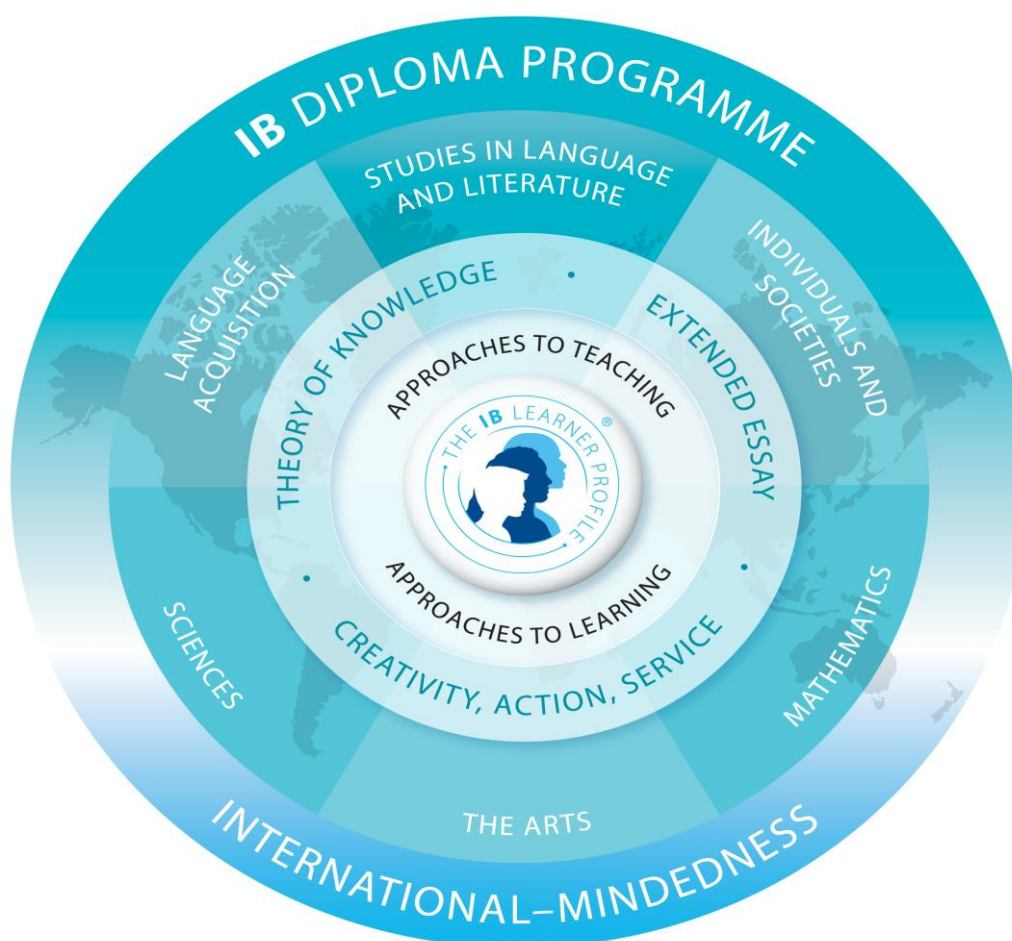 IB DIPLOMA PROGRAMME
STUDIES IN LANGUAGE
AND LITERATURE
LANGUAGE
ACQUISITION
INDIVIDUALS AND
SOCIETIES
THEORY OF KNOWLEDGE
•
EXTENDED ESSAY
APPROACHES TO TEACHING
THE IB LEARNER PROFILE
®
APPROACHES TO LEARNING
•
CREATIVITY, ACTION, SERVICE
•
SCIENCES
MATHEMATICS
THE ARTS
INTERNATIONAL–MINDEDNESS